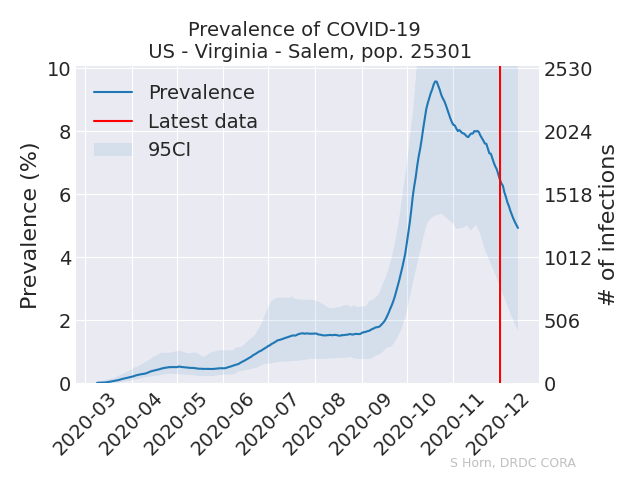 Prevalence of COVID-19
US - Virginia - Salem, pop. 25301
Prevalence
Latest data
95CI
Prevalence (%)
10
8
6
4
2
0
2530
2024
1518
1012
506
0
# of infections
2020-03
2020-04
2020-05
2020-06
2020-07
2020-08
2020-09
2020-10
2020-11
2020-12
S Horn, DRDC CORA